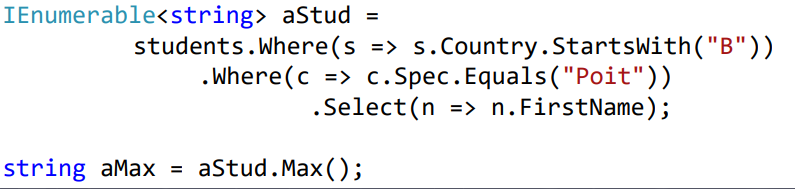 IEnumerable<string> aStud =
students.Where(s => s.Country.StartsWith("B"))
.Where(c => c.Spec.Equals("Poit"))
.Select(n => n.FirstName);
string aMax = aStud.Max();